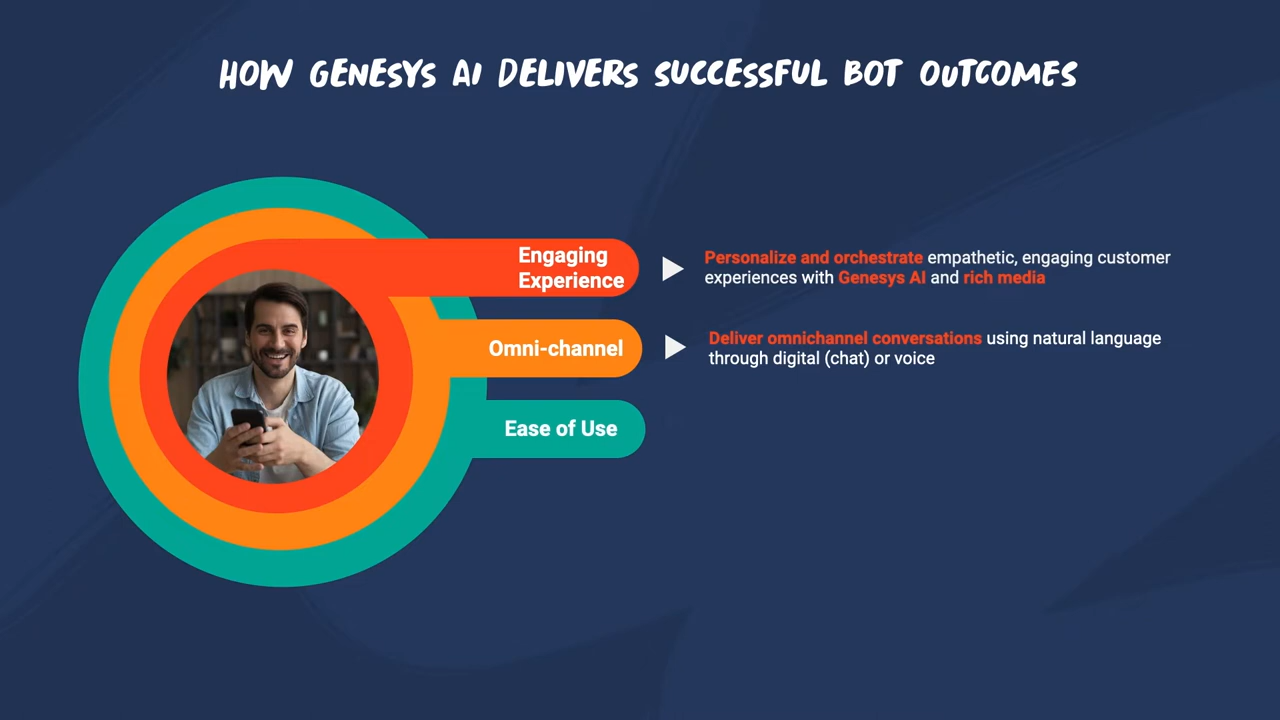 HOW GENESYS AI DELIVERS SUCCESSFUL BOT OUTCOMES
Engaging
Experience
Personalize and orchestrate empathetic, engaging customer
experiences with Genesys AI and rich media
Omni-channel
Deliver omnichannel conversations using natural language
through digital (chat) or voice
Ease of Use